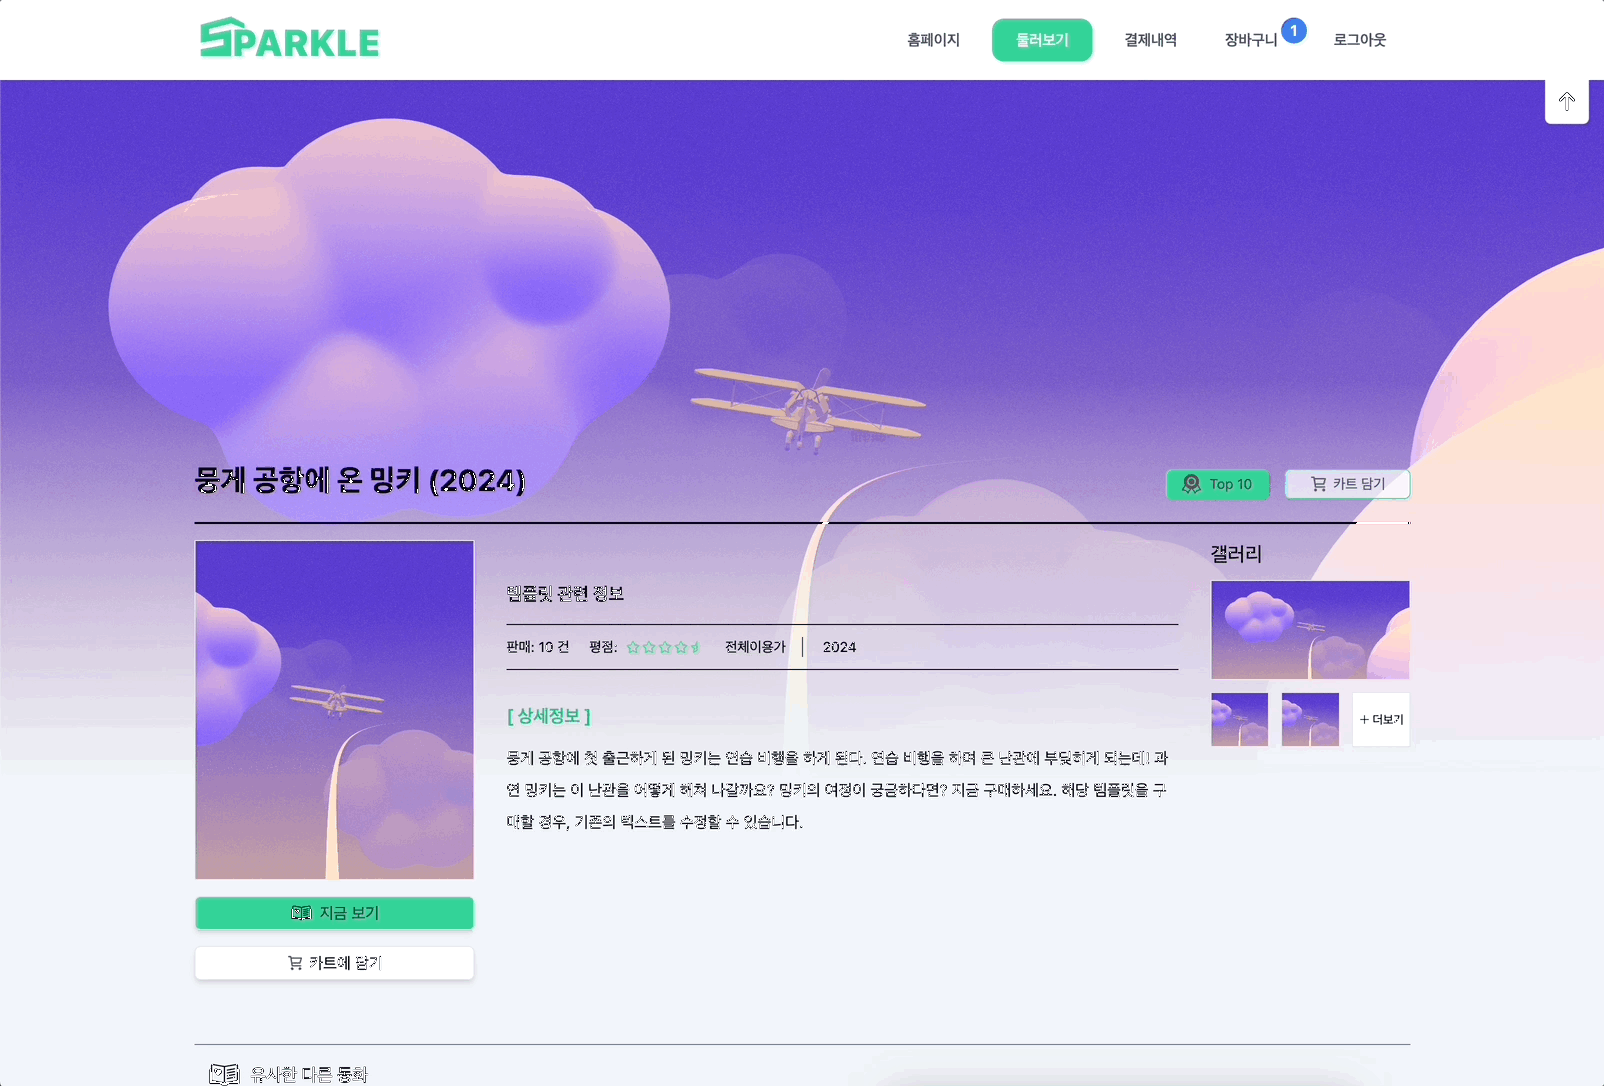 SPARKLE
홈페이지
둘러보기
결제내역
장바구니
1
로그아웃
뭉게 공항에 온 밍키 (2024)
Top 10
카트 담기
갤러리
템플릿 관련 정보
판매: 10 건 평점: 전체이용가 2024
[ 상세정보 ]
뭉게 공항에 첫 출근하게 된 밍키는 연습 비행을 하게 된다. 연습 비행을 하며 큰 난관에 부딪히게 되는데! 과
연 밍키는 이 난관을 어떻게 헤쳐 나갈까요? 밍키의 여정이 궁금하다면? 지금 구매하세요. 해당 템플릿을 구
매할 경우, 기존의 텍스트를 수정할 수 있습니다.
+ 더보기
지금 보기
카트에 담기
유사한 다른 동화